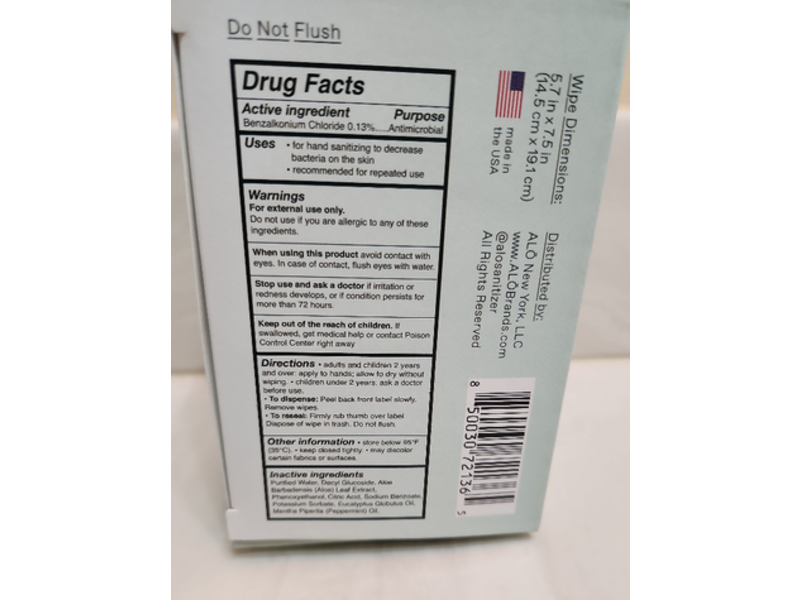 Do Not Flush
Drug Facts
Active ingredient Purpose
Benzalkonium Chloride 0.13%....Antimicrobial
Uses • for hand sanitizing to decrease
bacteria on the skin
• recommended for repeated use
Warnings
For external use only.
Do not use if you are allergic to any of these
ingredients.
When using this product avoid contact with
eyes. In case of contact, flush eyes with water.
Stop use and ask a doctor if irritation or
redness develops, or if condition persists for
more than 72 hours.
Keep out of the reach of children. If
swallowed, get medical help or contact Poison
Control Center right away
Directions • adults and children 2 years
and over: apply to hands; allow to dry without
wiping. • children under 2 years: ask a doctor
before use.
• To dispense: Peel back front label slowly.
Remove wipes.
• To reseal: Firmly rub thumb over label
Dispose of wipe in trash. Do not flush.
Other information • store below 95°F
(35°C). • keep closed tightly • may discolor
certain fabrics or surfaces.
Inactive ingredients
Purified Water, Decyl Glucoside, Aloe
Barbadensis (Aloe) Leaf Extract,
Phenoxyethanol, Citric Acid, Sodium Benzoate,
Potassium Sorbate, Eucalyptus Globulus Oil,
Mentha Piperita (Peppermint) Oil.
Wipe Dimensions:
5.7 in x 7.5 in
(14.5 cm x 19.1 cm)
made in
the USA
Distributed by:
ALŌ New York, LLC
www.ALŌBrands.com
@alosanitizer
All Rights Reserved
8 50030 72136 5